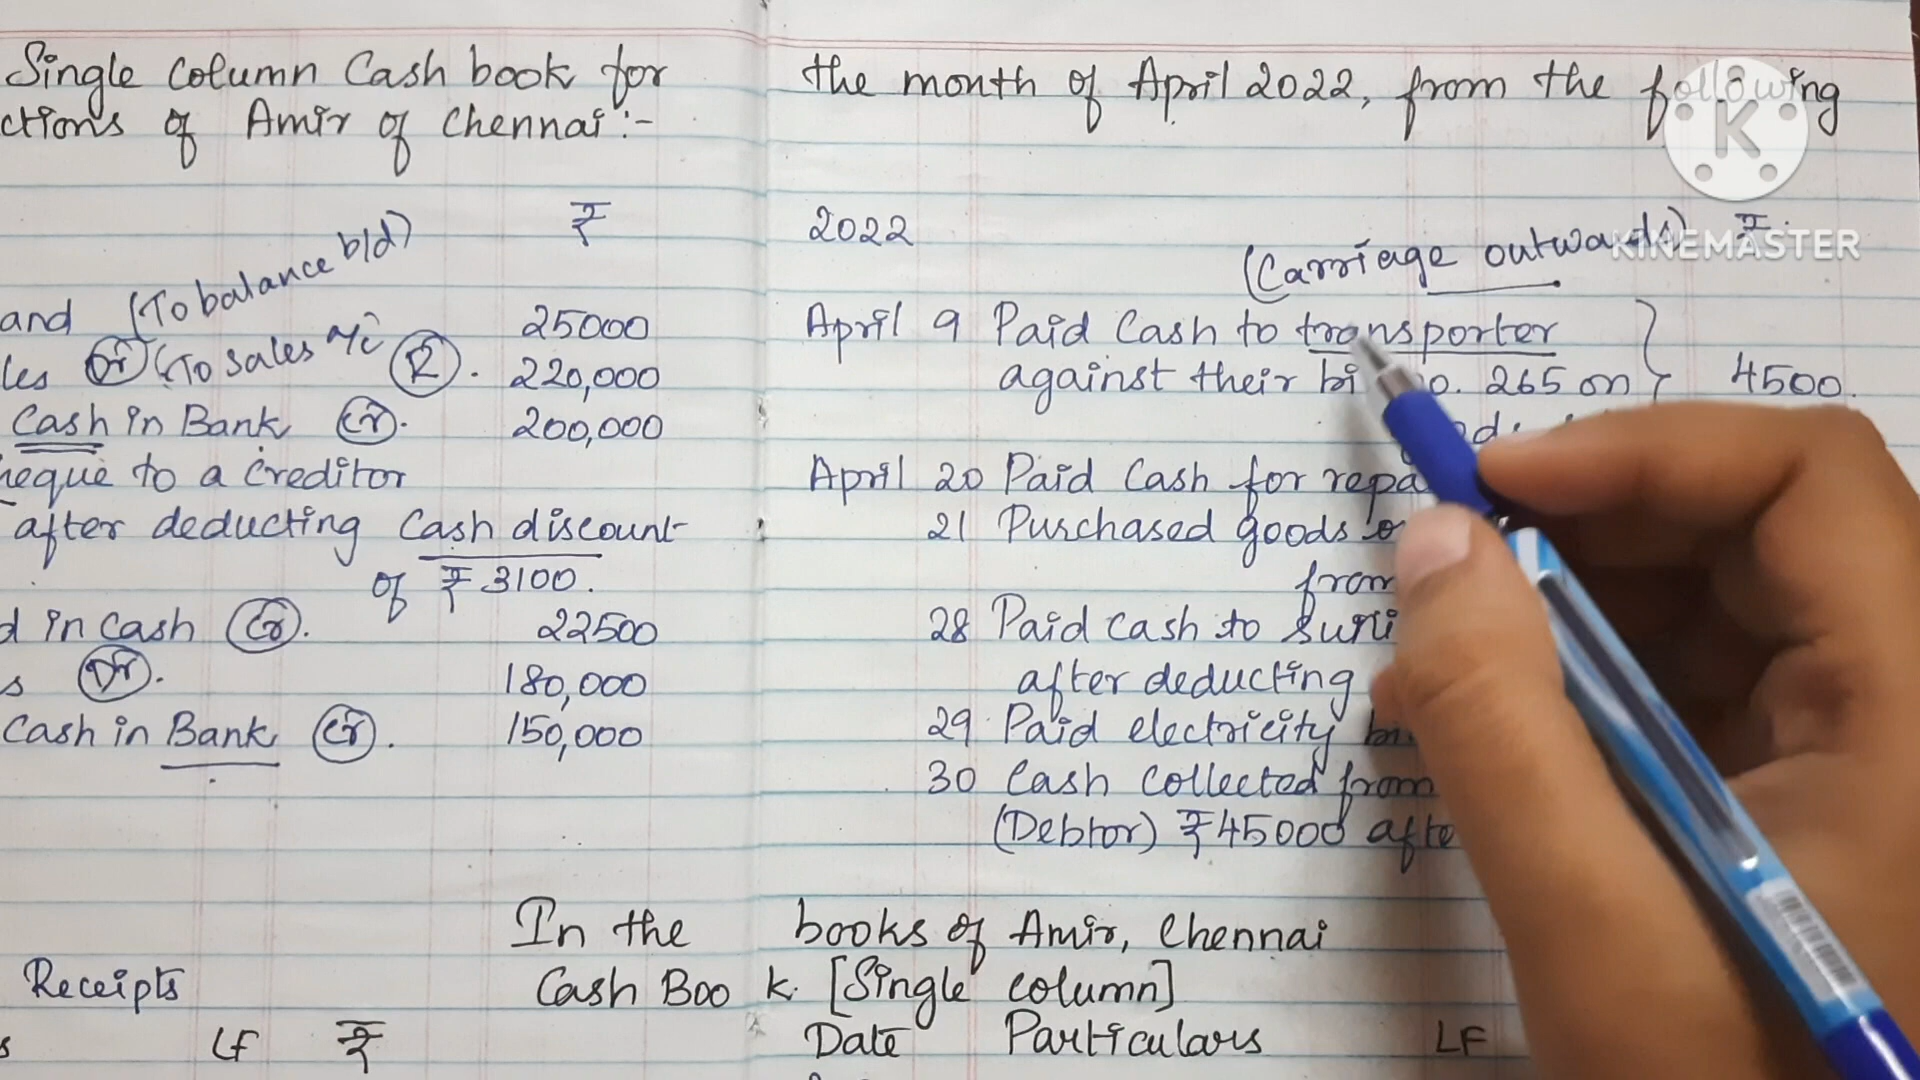 Single Column Cash book for the month of April 2022, from the following
ctions of Amir of Chennai :-
₹
and (To balance b/d) 25000
les Dr (To Sales A/c R. 220,000
Cash in Bank Cr. 200,000
heque to a Creditor
after deducting Cash discount
of ₹ 3100.
d in cash Cr. 22500
s Dr. 180,000
Cash in Bank Cr. 150,000
2022
(Carriage outwards) ₹
April 9 Paid Cash to transporter
against their bi no. 265 on 4500.
April 20 Paid Cash for repa
21 Purchased goods
from
28 Paid cash to Suni
after deducting
29 Paid electricity
30 Cash collected from
(Debtor) ₹45000 afte
In the books of Amir, Chennai
Receipts Cash Book. [Single column]
s LF ₹ Date Particulars LF
K
KINEMASTER